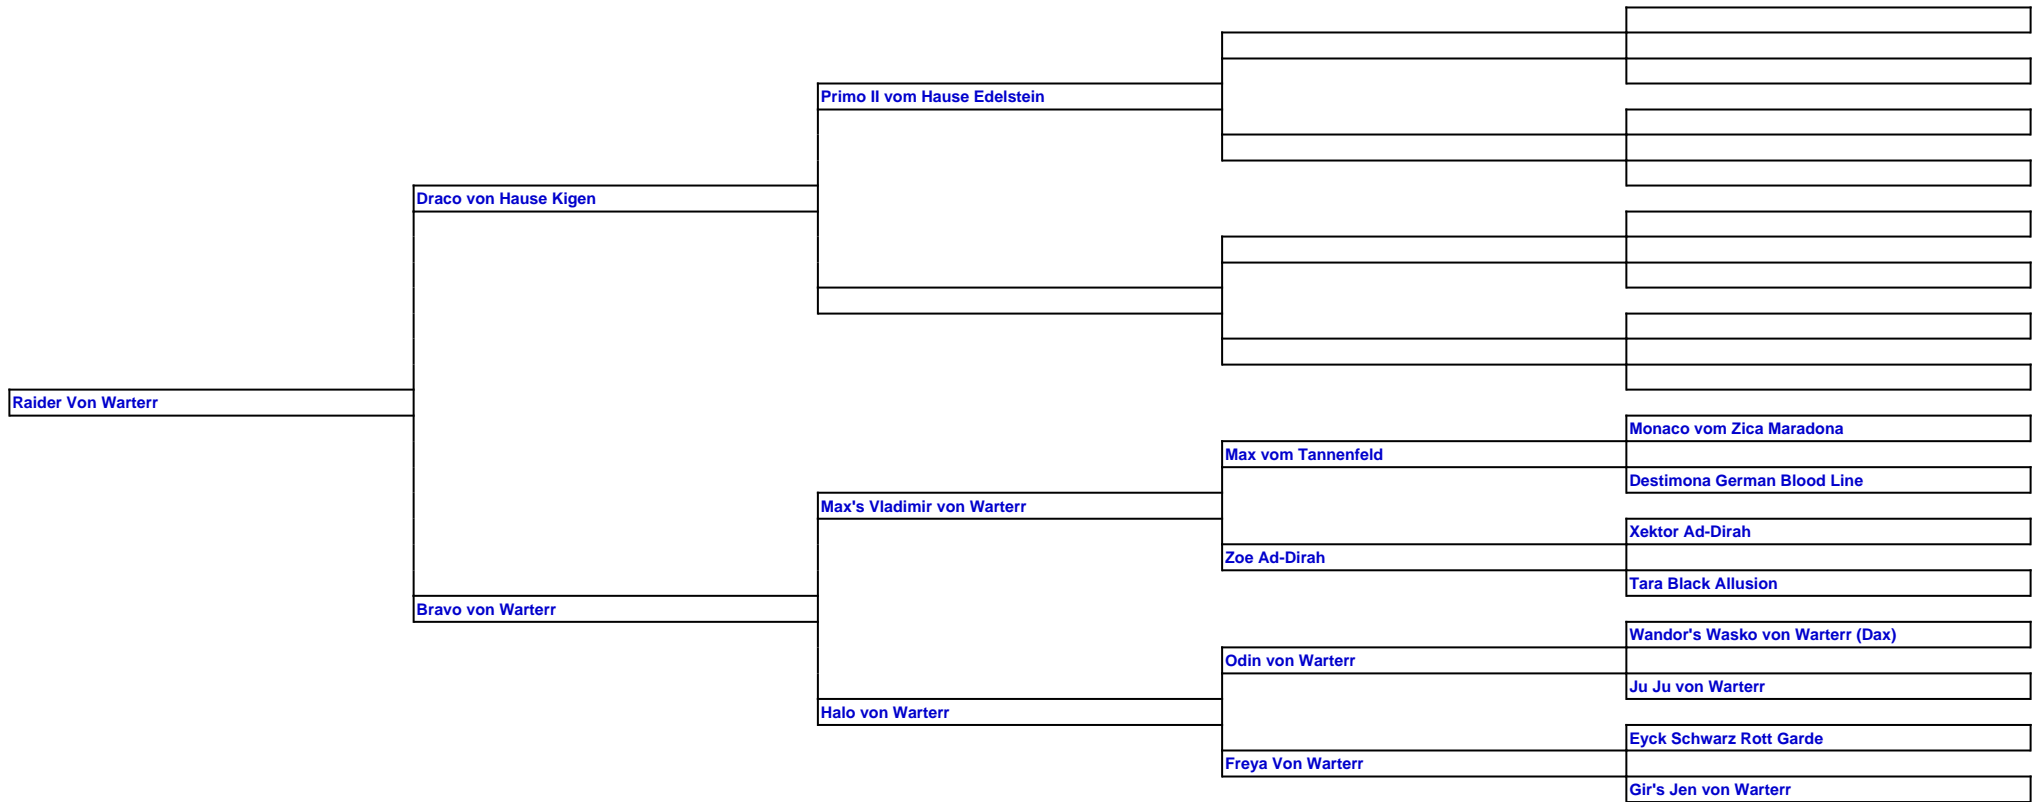 Primo II vom Hause Edelstein
Draco von Hause Kigen
Raider Von Warterr
Monaco vom Zica Maradona
Max vom Tannenfeld
Destimona German Blood Line
Max's Vladimir von Warterr
Xektor Ad-Dirah
Zoe Ad-Dirah
Tara Black Allusion
Bravo von Warterr
Wandor's Wasko von Warterr (Dax)
Odin von Warterr
Ju Ju von Warterr
Halo von Warterr
Eyck Schwarz Rott Garde
Freya Von Warterr
Gir's Jen von Warterr